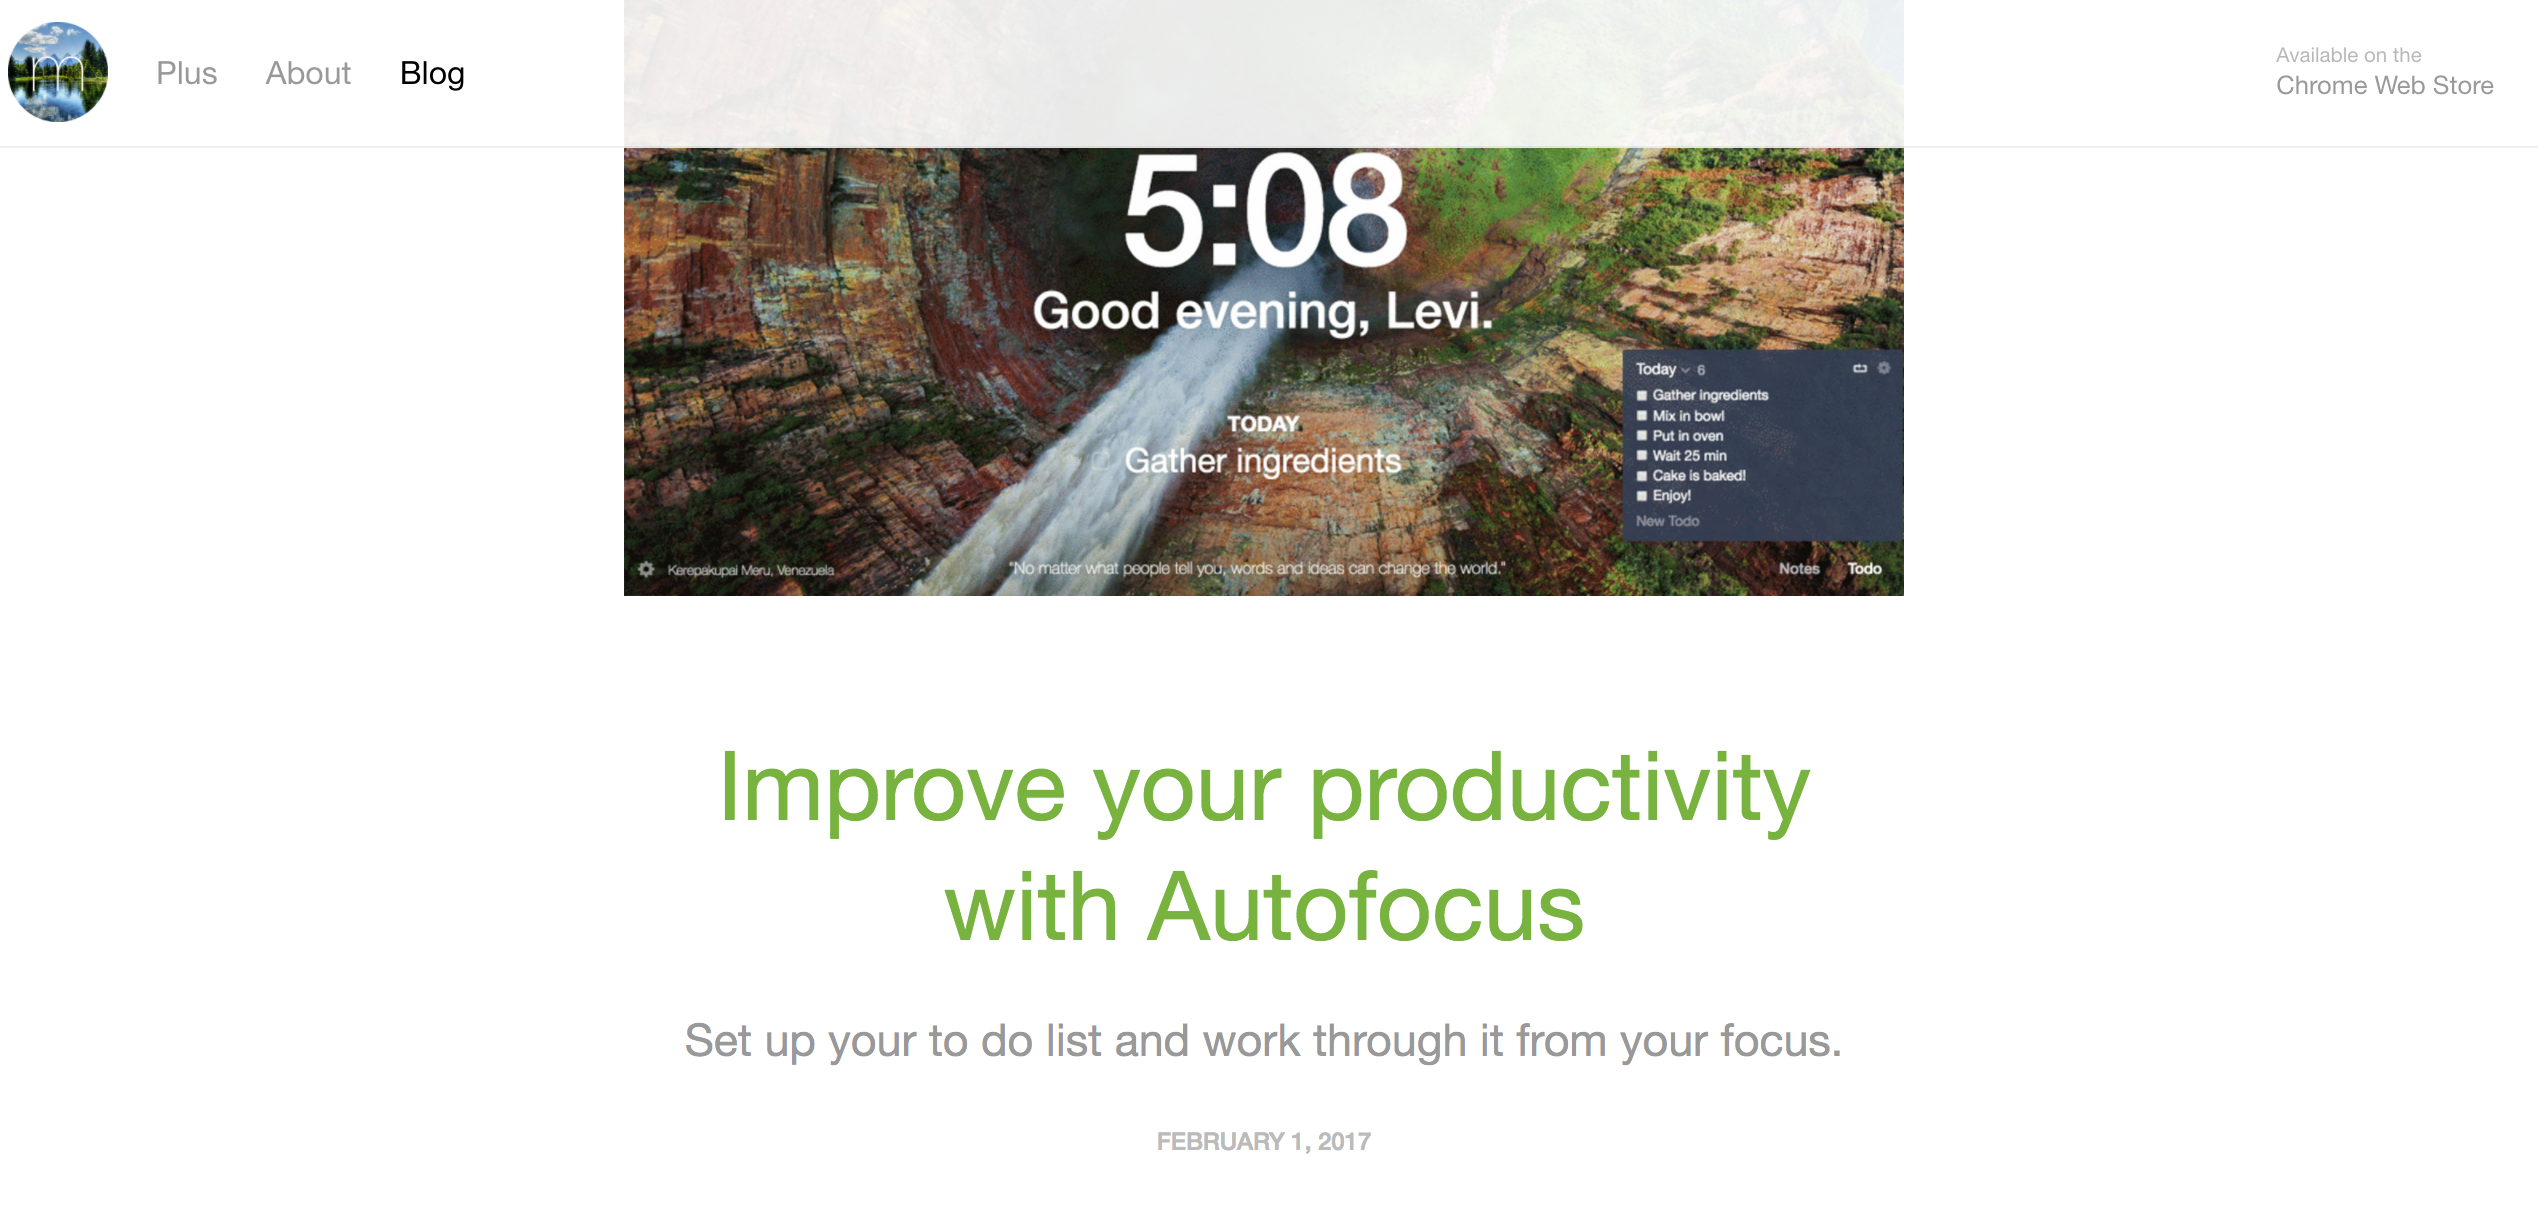 m
Plus
About
Blog
Available on the
Chrome Web Store
5:08
Good evening, Levi.
TODAY
Gather ingredients
Today 6
Gather ingredients
Mix in bowl
Put in oven
Wait 25 min
Cake is baked!
Enjoy!
New Todo
Kerepakupai Meru, Venezuela
"No matter what people tell you, words and ideas can change the world."
Notes
Todo
Improve your productivity
with Autofocus
Set up your to do list and work through it from your focus.
FEBRUARY 1, 2017